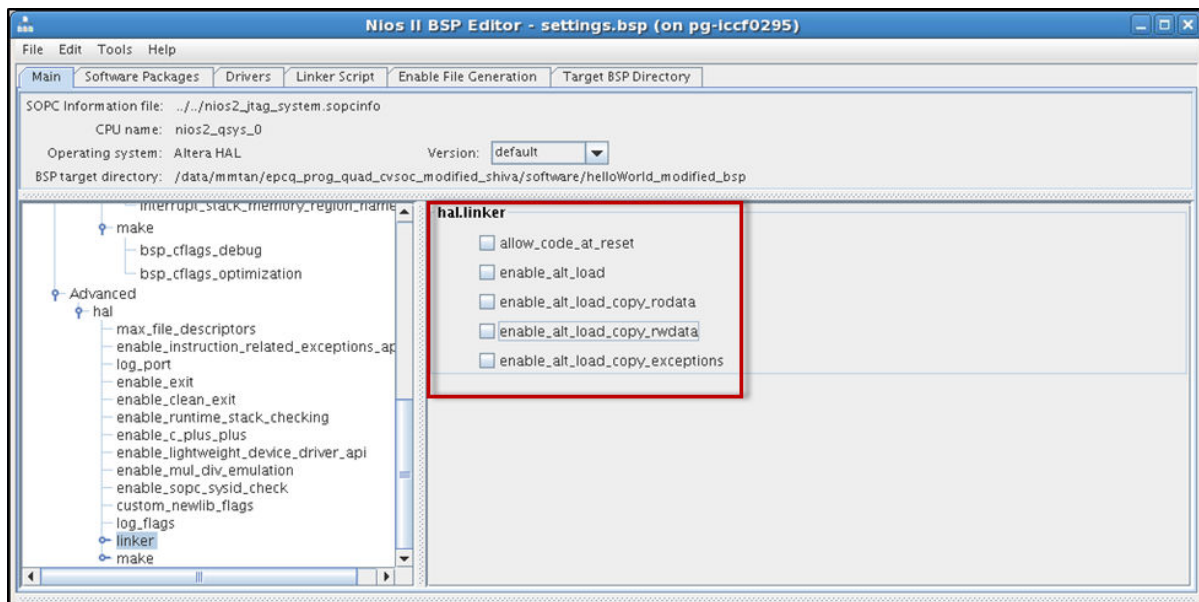 Nios II BSP Editor - settings.bsp (on pg-iccf0295)
File Edit Tools Help
Main Software Packages Drivers Linker Script Enable File Generation Target BSP Directory
SOPC Information file: ../../nios2_jtag_system.sopcinfo
CPU name: nios2_qsys_0
Operating system: Altera HAL Version: default
BSP target directory: /data/mmtan/epcq_prog_quad_cvsoc_modified_shiva/software/helloWorld_modified_bsp
interrupt_stack_memory_region_name
make
bsp_cflags_debug
bsp_cflags_optimization
Advanced
hal
max_file_descriptors
enable_instruction_related_exceptions_ap
log_port
enable_exit
enable_clean_exit
enable_runtime_stack_checking
enable_c_plus_plus
enable_lightweight_device_driver_api
enable_mul_div_emulation
enable_sopc_sysid_check
custom_newlib_flags
log_flags
linker
make
hal.linker
allow_code_at_reset
enable_alt_load
enable_alt_load_copy_rodata
enable_alt_load_copy_rwdata
enable_alt_load_copy_exceptions